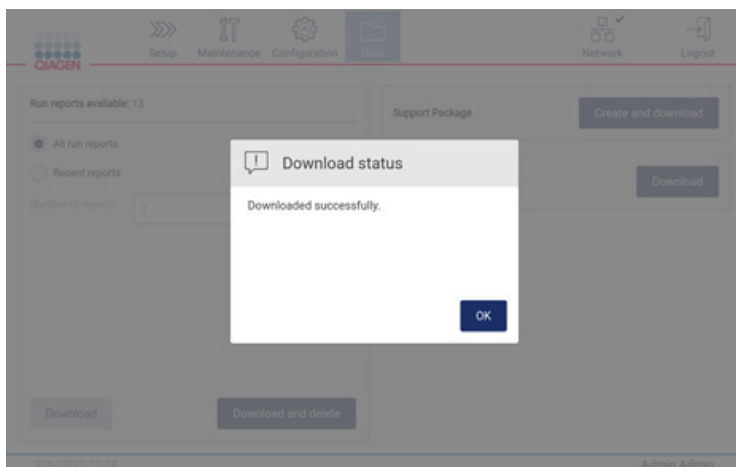 QIAGEN
Setup
Maintenance
Configuration
Data
Network
Logout
Run reports available: 13
All run reports
Recent reports
Number of reports:
Support Package
Create and download
Download
Download status
Downloaded successfully.
OK
Download
Download and delete
Admin Admin